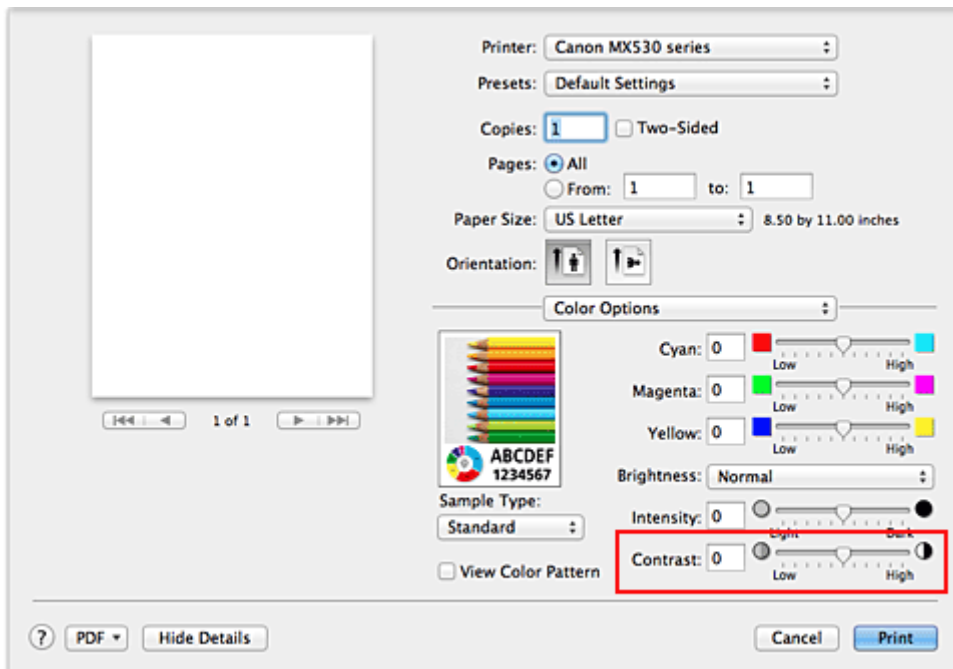 Printer: Canon MX530 series
Presets: Default Settings
Copies: 1 Two-Sided
Pages: All
From: 1 to: 1
Paper Size: US Letter 8.50 by 11.00 inches
Orientation:
Color Options
Cyan: 0
Low High
Magenta: 0
Low High
Yellow: 0
Low High
ABCDEF
1234567
Brightness: Normal
Sample Type:
Standard
Intensity: 0
Light Dark
Contrast: 0
Low High
View Color Pattern
1 of 1
? PDF Hide Details Cancel Print